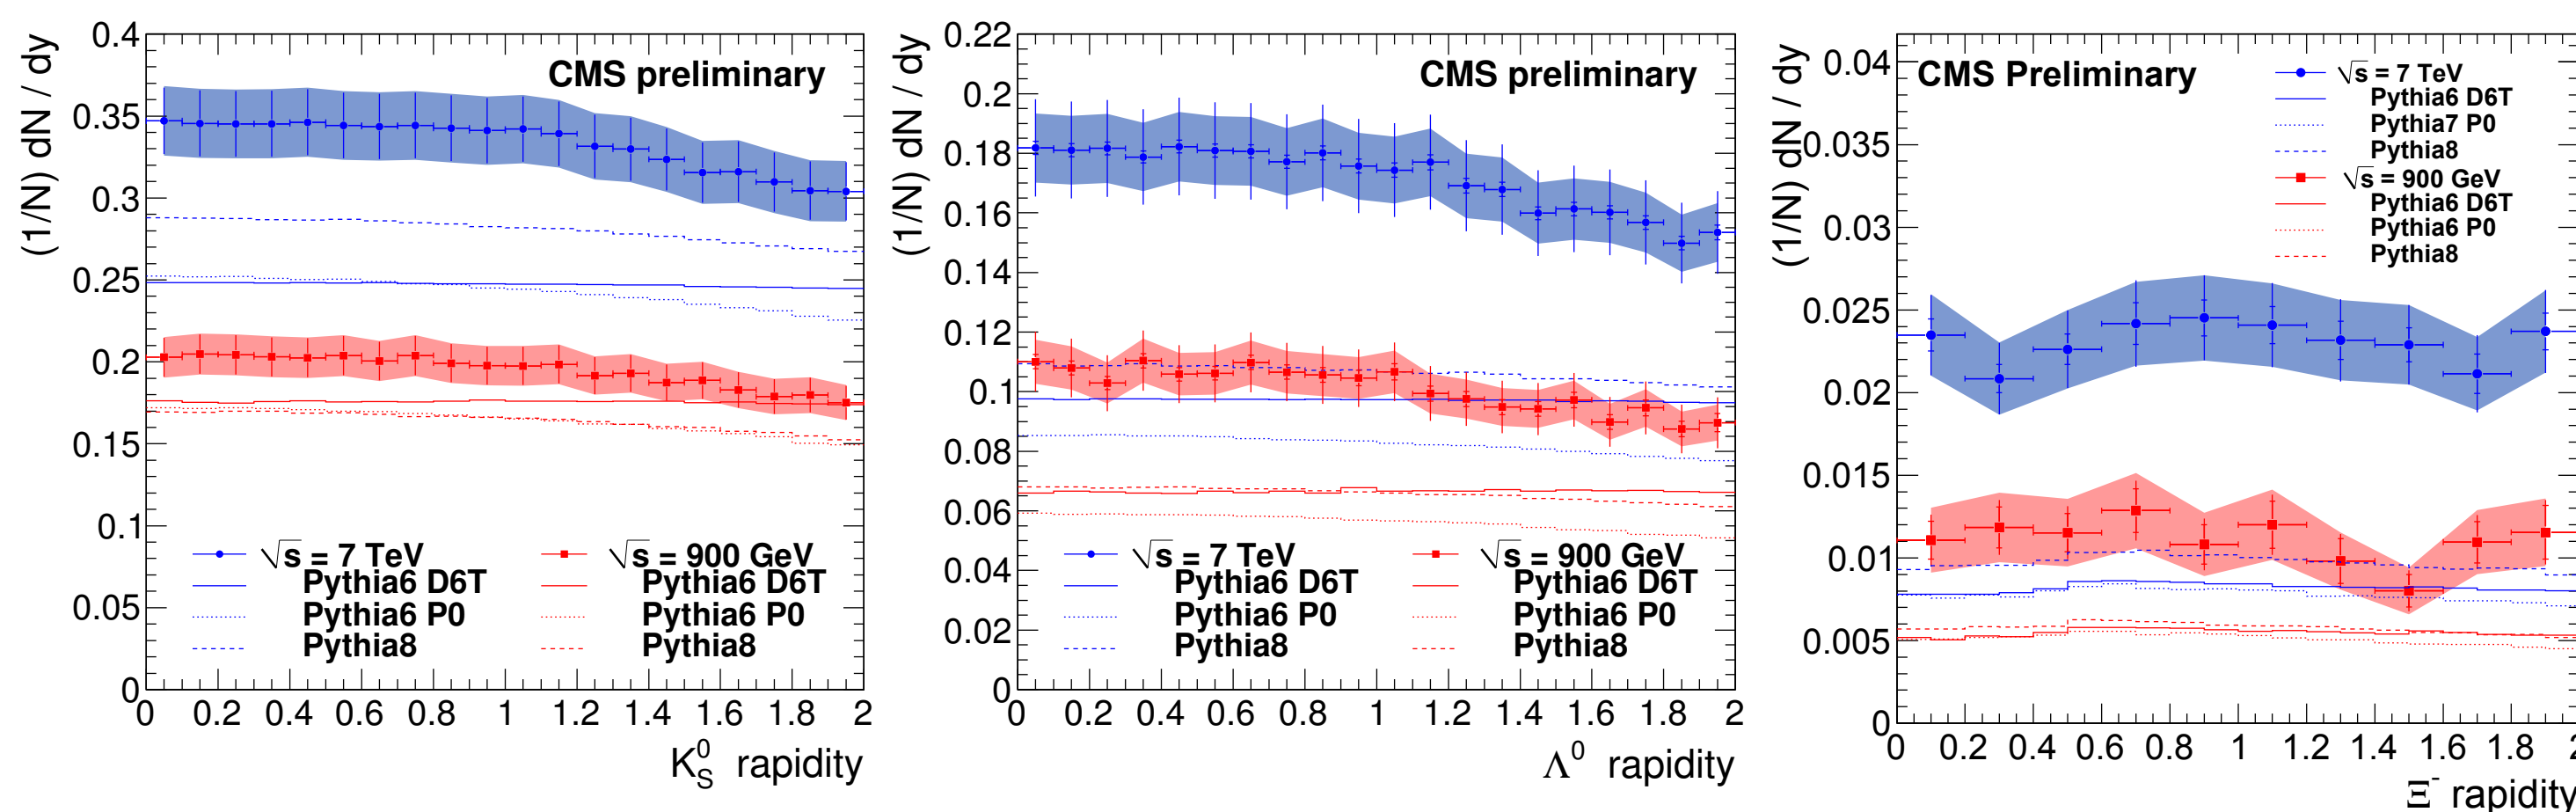 (1/N) dN / dy
0.4
0.35
0.3
0.25
0.2
0.15
0.1
0.05
0
CMS preliminary
√s = 7 TeV
Pythia6 D6T
Pythia6 P0
Pythia8
√s = 900 GeV
Pythia6 D6T
Pythia6 P0
Pythia8
0 0.2 0.4 0.6 0.8 1 1.2 1.4 1.6 1.8 2
K⁰S rapidity
(1/N) dN / dy
0.22
0.2
0.18
0.16
0.14
0.12
0.1
0.08
0.06
0.04
0.02
0
CMS preliminary
√s = 7 TeV
Pythia6 D6T
Pythia6 P0
Pythia8
√s = 900 GeV
Pythia6 D6T
Pythia6 P0
Pythia8
0 0.2 0.4 0.6 0.8 1 1.2 1.4 1.6 1.8 2
Λ⁰ rapidity
(1/N) dN / dy
0.04
0.035
0.03
0.025
0.02
0.015
0.01
0.005
0
CMS Preliminary
√s = 7 TeV
Pythia6 D6T
Pythia7 P0
Pythia8
√s = 900 GeV
Pythia6 D6T
Pythia6 P0
Pythia8
0 0.2 0.4 0.6 0.8 1 1.2 1.4 1.6 1.8 2
Ξ⁻ rapidity